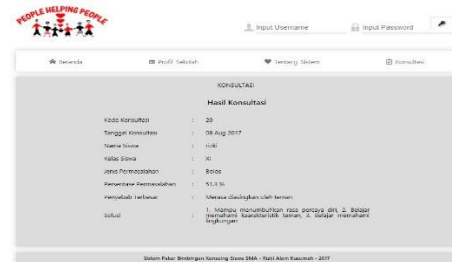 PEOPLE HELPING PEOPLE
Input Username
Input Password
Beranda
Profil Sekolah
Tentang Sistem
Konsultasi
KONSULTASI
Hasil Konsultasi
Kode Konsultasi : 20
Tanggal Konsultasi : 08 Aug 2017
Nama Siswa : rizki
Kelas Siswa : XI
Jenis Permasalahan : Bolos
Persentase Permasalahan : 51.3 %
Penyebab Terbesar : Merasa diasingkan oleh teman
Solusi : 1. Mampu menumbuhkan rasa percaya diri, 2. Belajar
memahami kaarakteristik teman, 3. Belajar memahami
lingkungan
Sistem Pakar Bimbingan Konseling Siswa SMA - Rizki Alam Kusumah - 2017